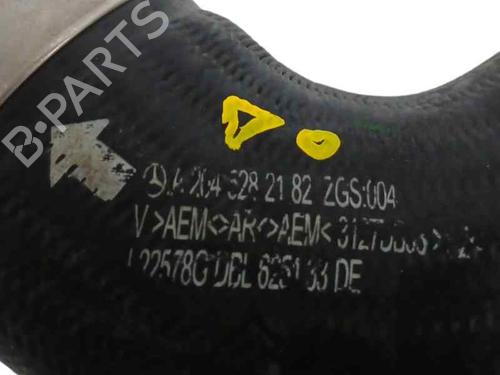 B-PARTS
A 204 528 21 82 ZGS:004
V>AEM<>AR<>AEM<
DBL 6251 33 DE